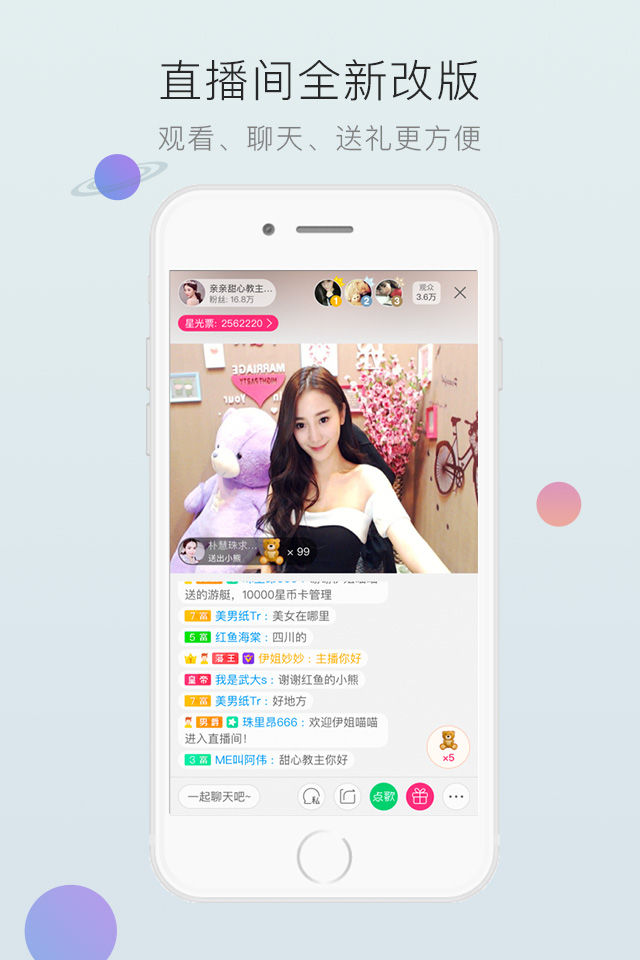 直播间全新改版
观看、聊天、送礼更方便
亲亲甜心教主...
粉丝: 16.8万
1
2
3
观众
3.6万
星光票: 2562220
MARRIAGE
NIGHT PARTY
Your
朴慧珠求...
送出小熊
× 99
送的游艇，10000星币卡管理
7 富 美男纸Tr：美女在哪里
5 富 红鱼海棠：四川的
藩王 伊姐妙妙：主播你好
皇帝 我是武大s：谢谢红鱼的小熊
7 富 美男纸Tr：好地方
男爵 珠里昂666：欢迎伊姐喵喵
进入直播间！
3 富 ME叫阿伟：甜心教主你好
×5
一起聊天吧~
私
点歌